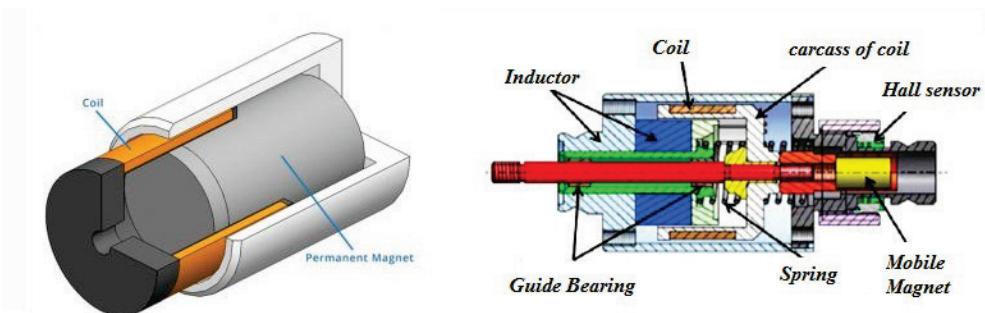 Coil
Permanent Magnet
Coil
carcass of coil
Inductor
Hall sensor
Guide Bearing
Spring
Mobile
Magnet